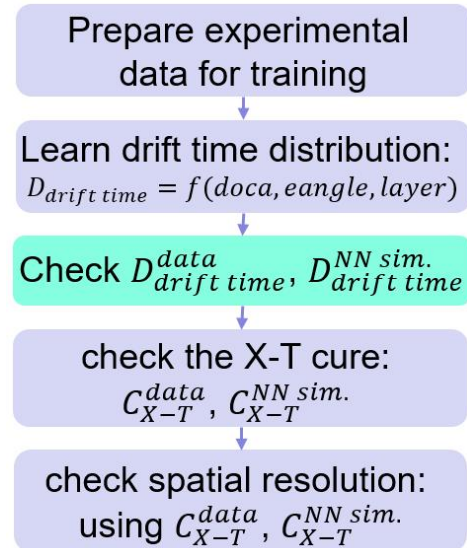 Prepare experimental
data for training
Learn drift time distribution:
D_{drift time} = f(doca, eangle, layer)
Check D^{data}_{drift time}, D^{NN sim.}_{drift time}
check the X-T cure:
C^{data}_{X-T}, C^{NN sim.}_{X-T}
check spatial resolution:
using C^{data}_{X-T}, C^{NN sim.}_{X-T}